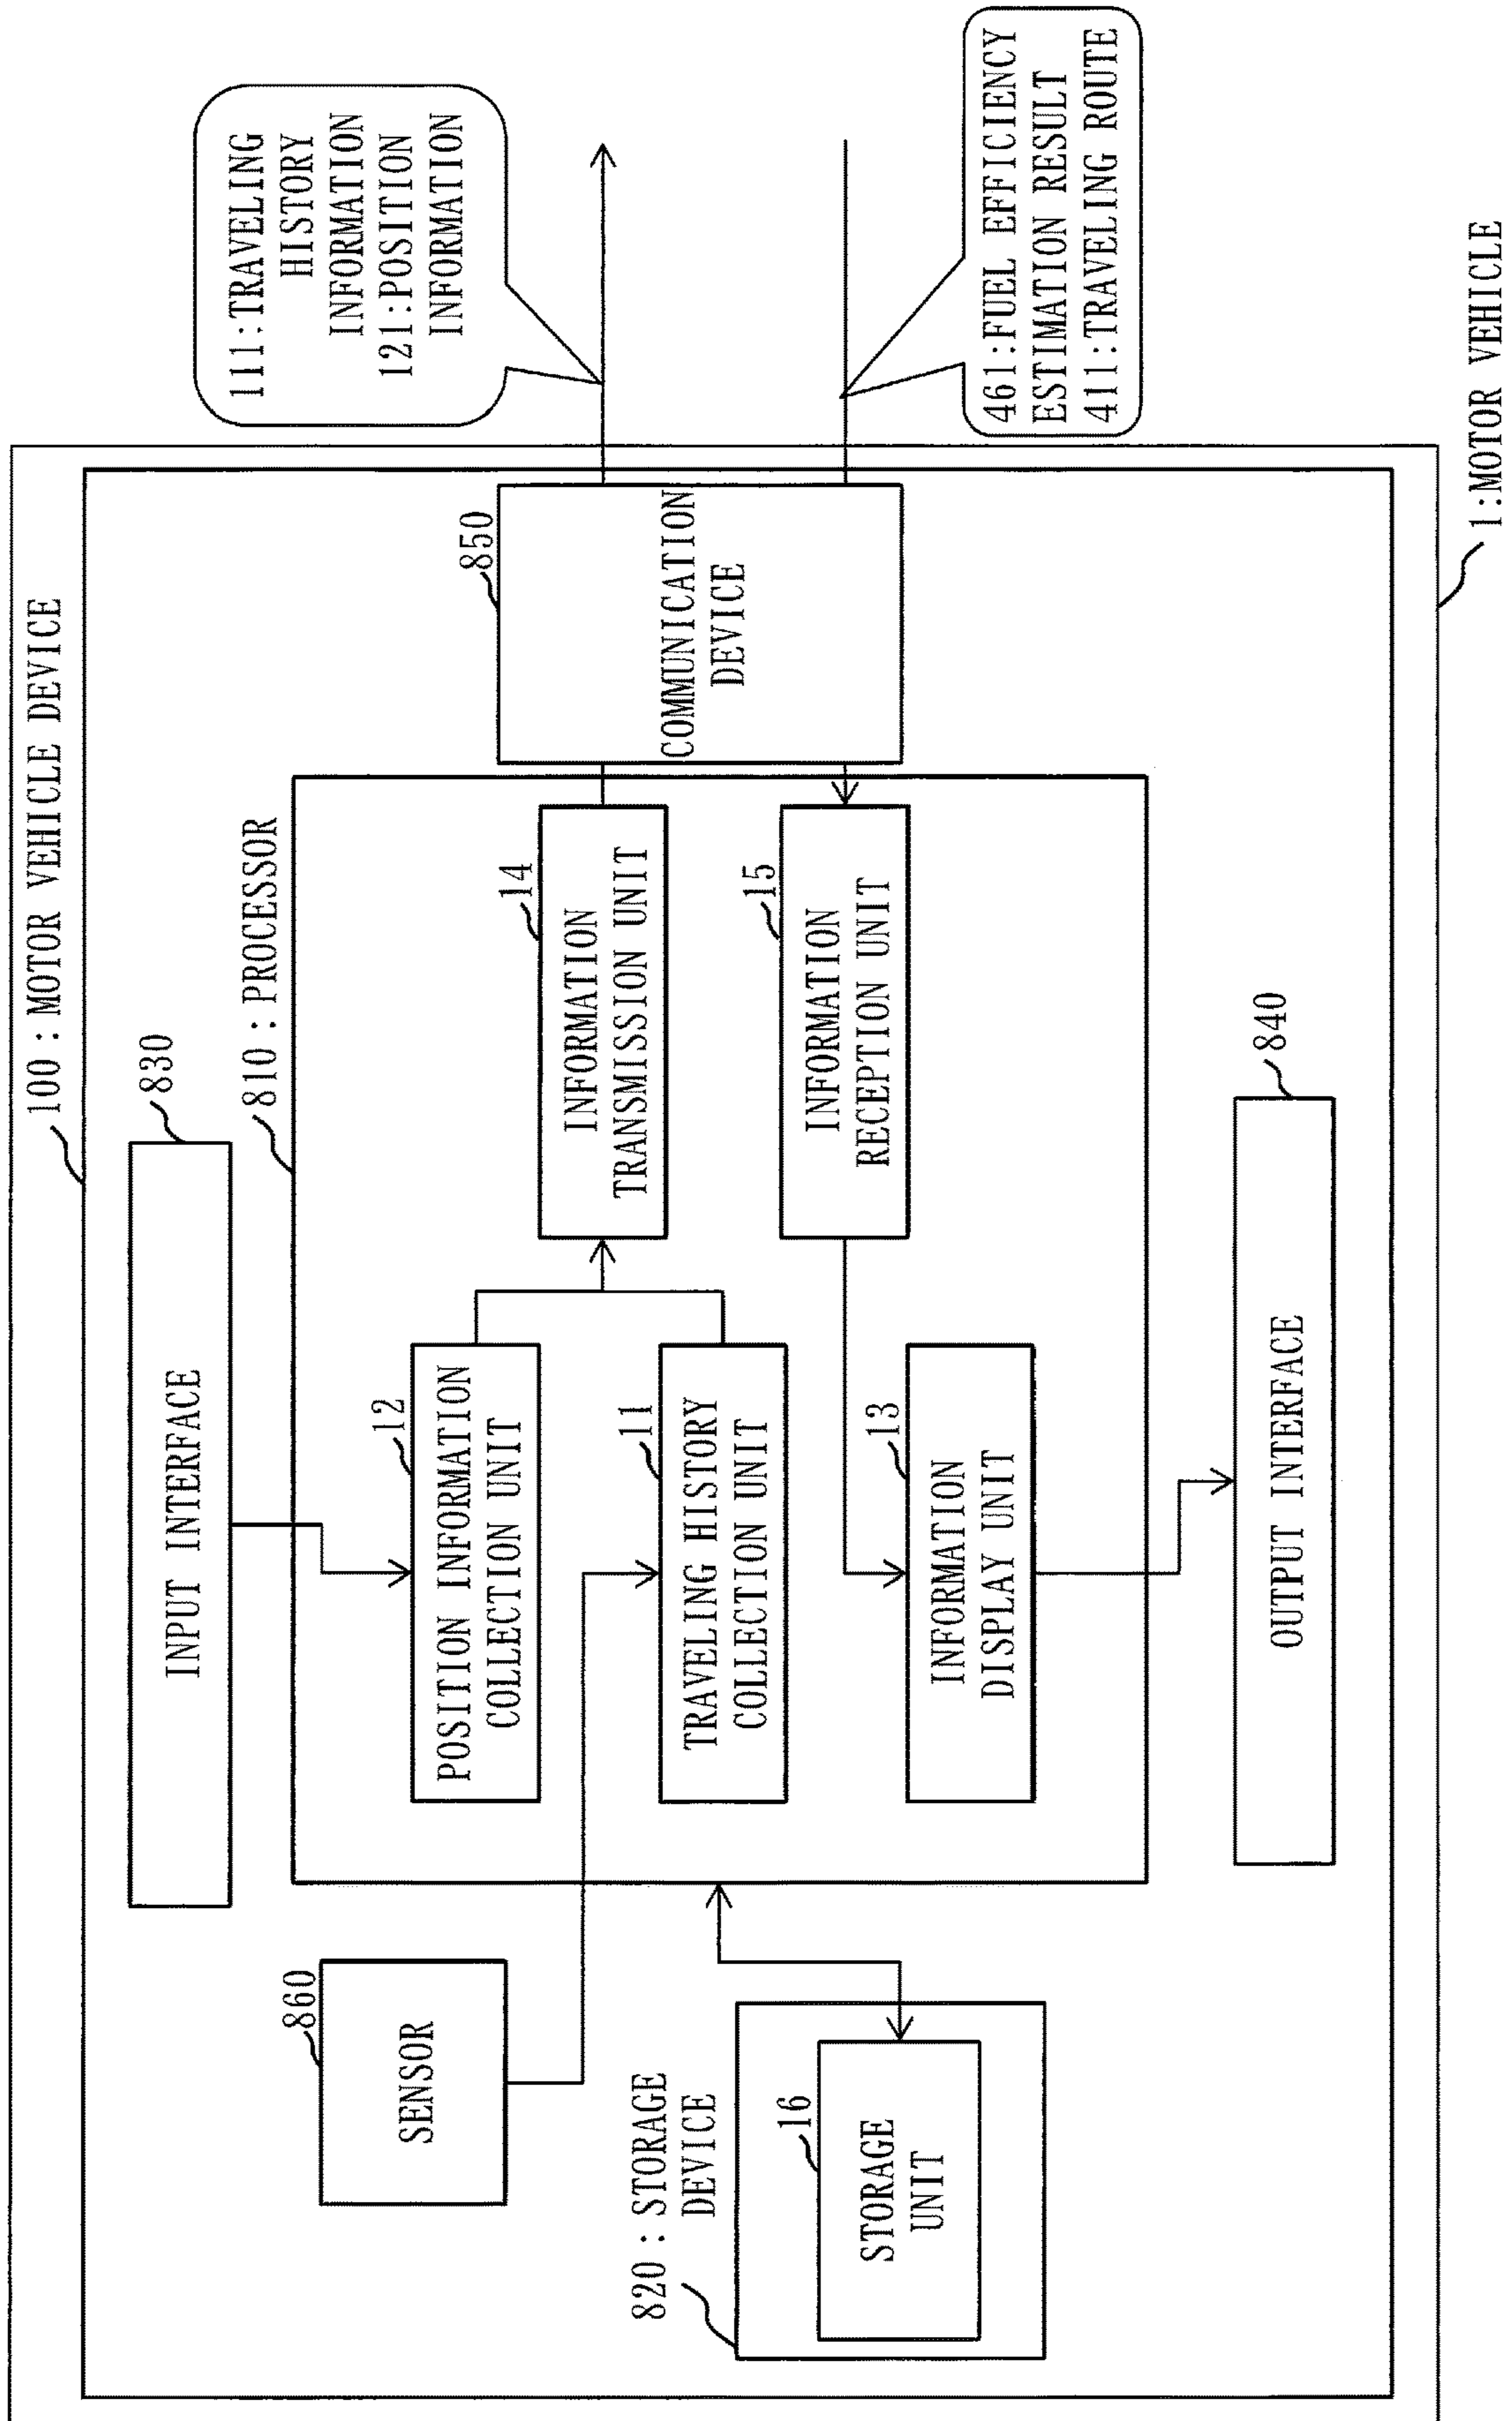 100:MOTOR VEHICLE DEVICE
830
INPUT INTERFACE
810:PROCESSOR
860
SENSOR
12
POSITION INFORMATION
COLLECTION UNIT
14
INFORMATION
TRANSMISSION UNIT
850
COMMUNICATION
DEVICE
111:TRAVELING
HISTORY
INFORMATION
121:POSITION
INFORMATION
820:STORAGE
DEVICE
16
STORAGE
UNIT
11
TRAVELING HISTORY
COLLECTION UNIT
15
INFORMATION
RECEPTION UNIT
13
INFORMATION
DISPLAY UNIT
461:FUEL EFFICIENCY
ESTIMATION RESULT
411:TRAVELING ROUTE
840
OUTPUT INTERFACE
1:MOTOR VEHICLE